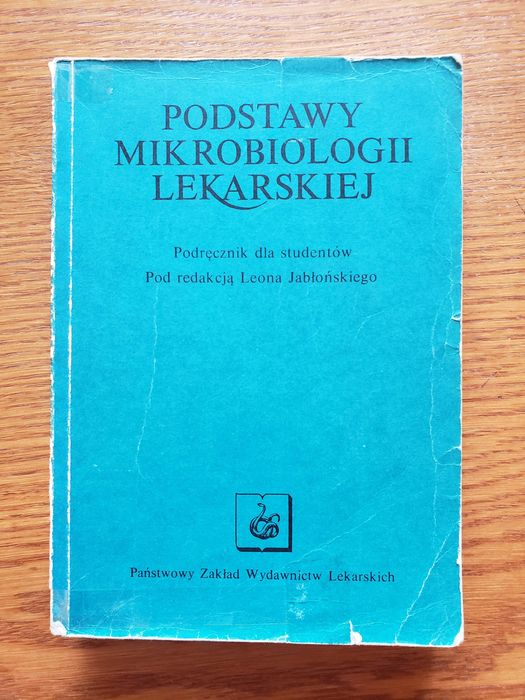 PODSTAWY
MIKROBIOLOGII
LEKARSKIEJ
Podręcznik dla studentów
Pod redakcją Leona Jabłońskiego
Państwowy Zakład Wydawnictw Lekarskich